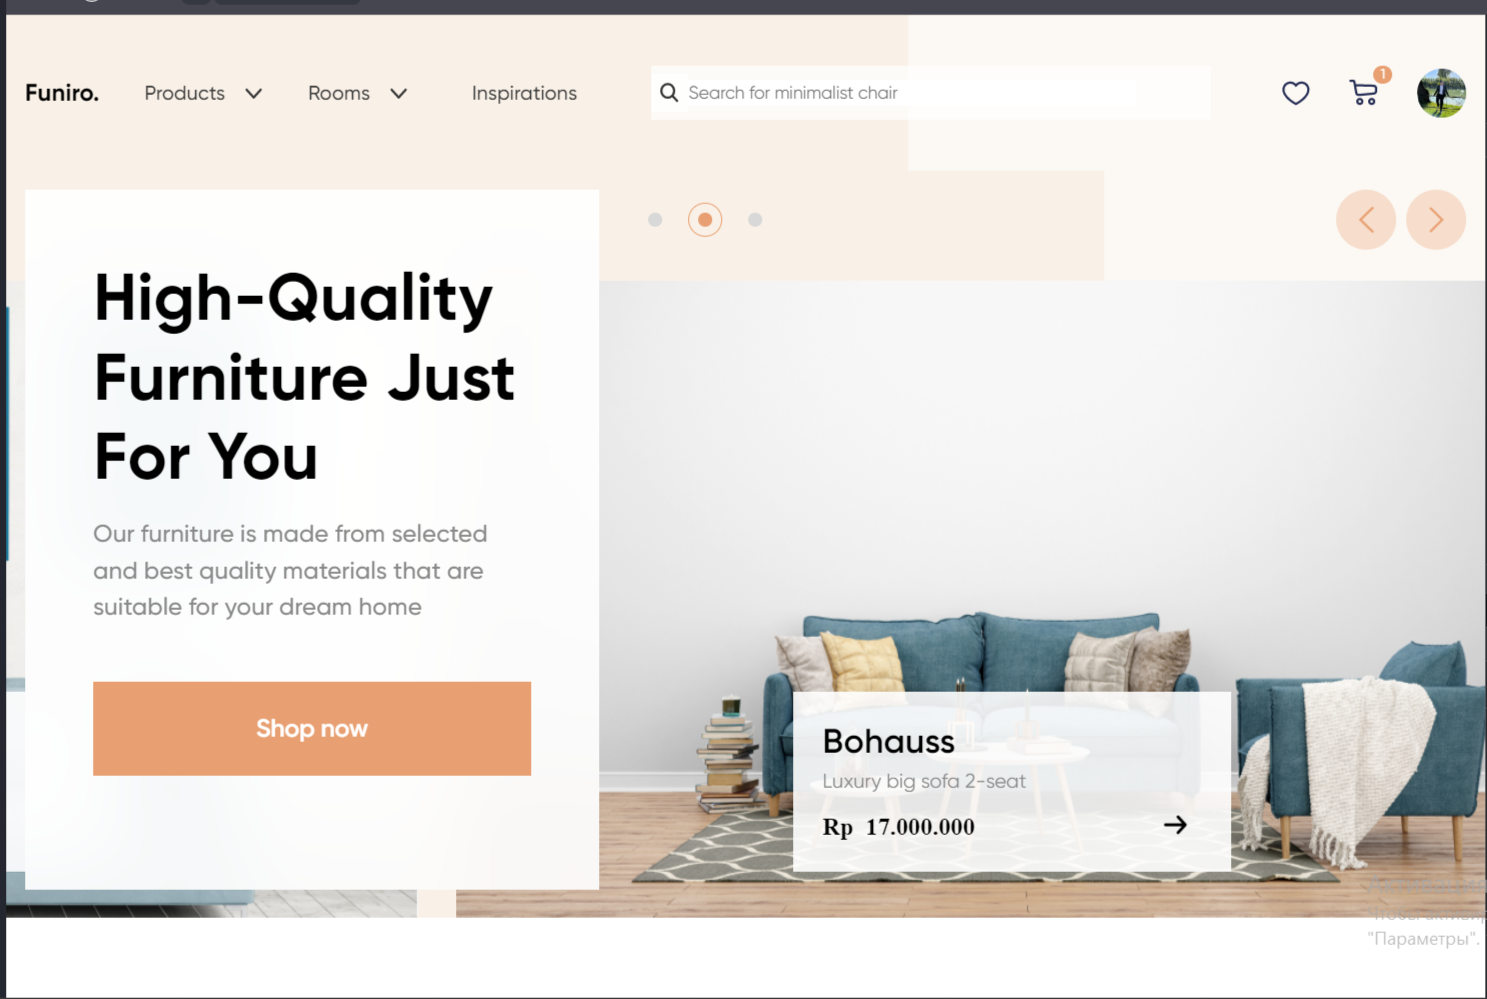 Funiro. Products Rooms Inspirations Search for minimalist chair 1
High-Quality
Furniture Just
For You
Our furniture is made from selected
and best quality materials that are
suitable for your dream home
Shop now
Bohauss
Luxury big sofa 2-seat
Rp 17.000.000
"Параметры".